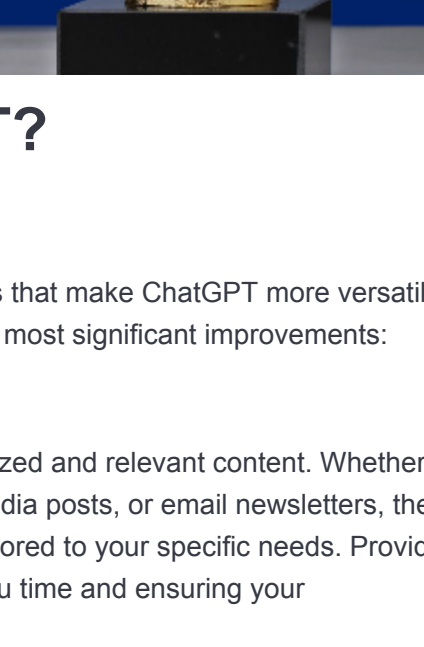 T?
s that make ChatGPT more versatil
most significant improvements:
zed and relevant content. Whether
dia posts, or email newsletters, the
ored to your specific needs. Provid
u time and ensuring your